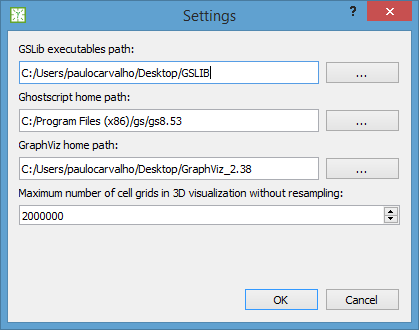 Settings
?
GSLib executables path:
C:/Users/paulocarvalho/Desktop/GSLIB
...
Ghostscript home path:
C:/Program Files (x86)/gs/gs8.53
...
GraphViz home path:
C:/Users/paulocarvalho/Desktop/GraphViz_2.38
...
Maximum number of cell grids in 3D visualization without resampling:
2000000
OK
Cancel